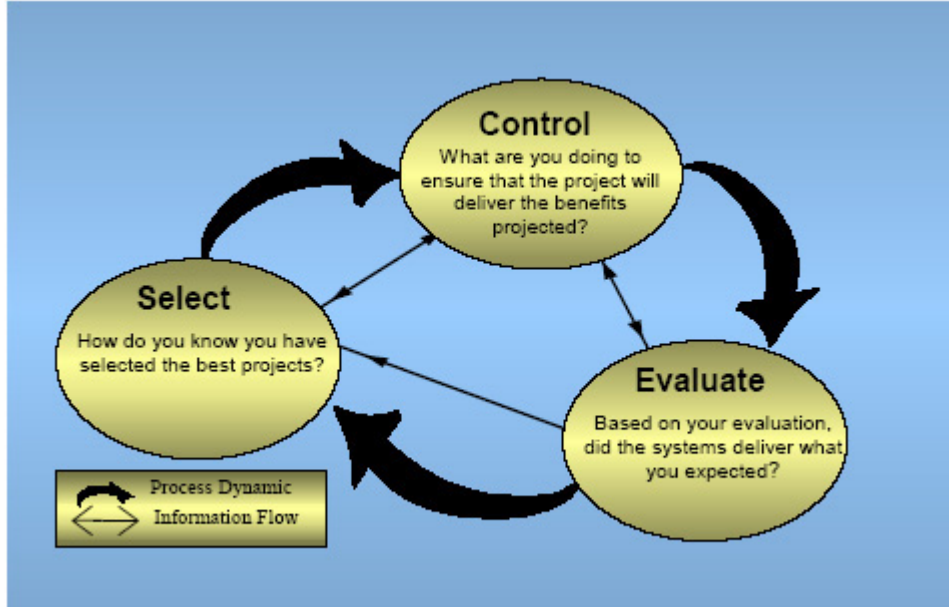 Control
What are you doing to
ensure that the project will
deliver the benefits
projected?
Select
How do you know you have
selected the best projects?
Evaluate
Based on your evaluation,
did the systems deliver what
you expected?
Process Dynamic
Information Flow